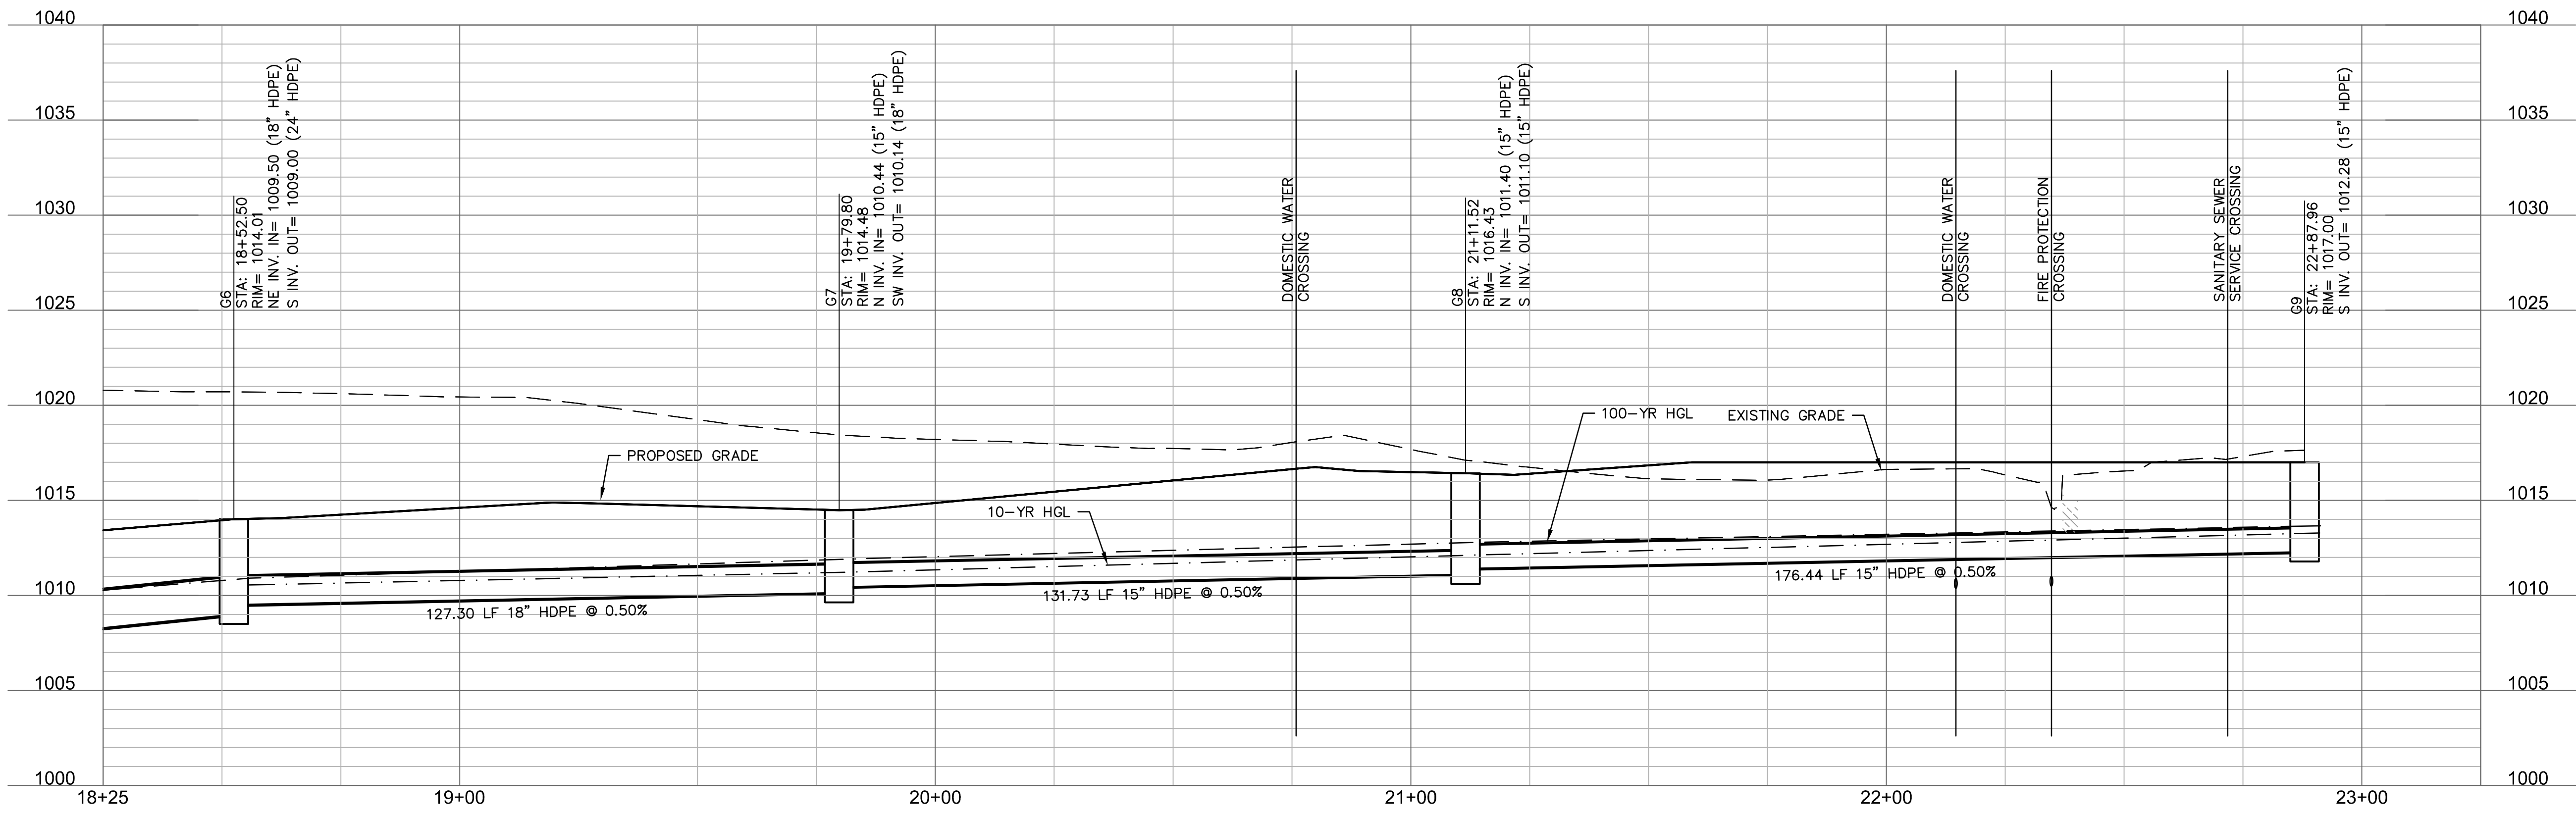 1040
1035
1030
1025
1020
1015
1010
1005
1000
G6
STA: 18+52.50
RIM= 1014.01
NE INV. IN= 1009.50 (18" HDPE)
S INV. OUT= 1009.00 (24" HDPE)
G7
STA: 19+79.80
RIM= 1014.48
N INV. IN= 1010.44 (15" HDPE)
SW INV. OUT= 1010.14 (18" HDPE)
DOMESTIC WATER
CROSSING
G8
STA: 21+11.52
RIM= 1016.43
N INV. IN= 1011.40 (15" HDPE)
S INV. OUT= 1011.10 (15" HDPE)
DOMESTIC WATER
CROSSING
FIRE PROTECTION
CROSSING
SANITARY SEWER
SERVICE CROSSING
G9
STA: 22+87.96
RIM= 1017.00
S INV. OUT= 1012.28 (15" HDPE)
PROPOSED GRADE
10-YR HGL
100-YR HGL
EXISTING GRADE
127.30 LF 18" HDPE @ 0.50%
131.73 LF 15" HDPE @ 0.50%
176.44 LF 15" HDPE @ 0.50%
1040
1035
1030
1025
1020
1015
1010
1005
1000
18+25
19+00
20+00
21+00
22+00
23+00